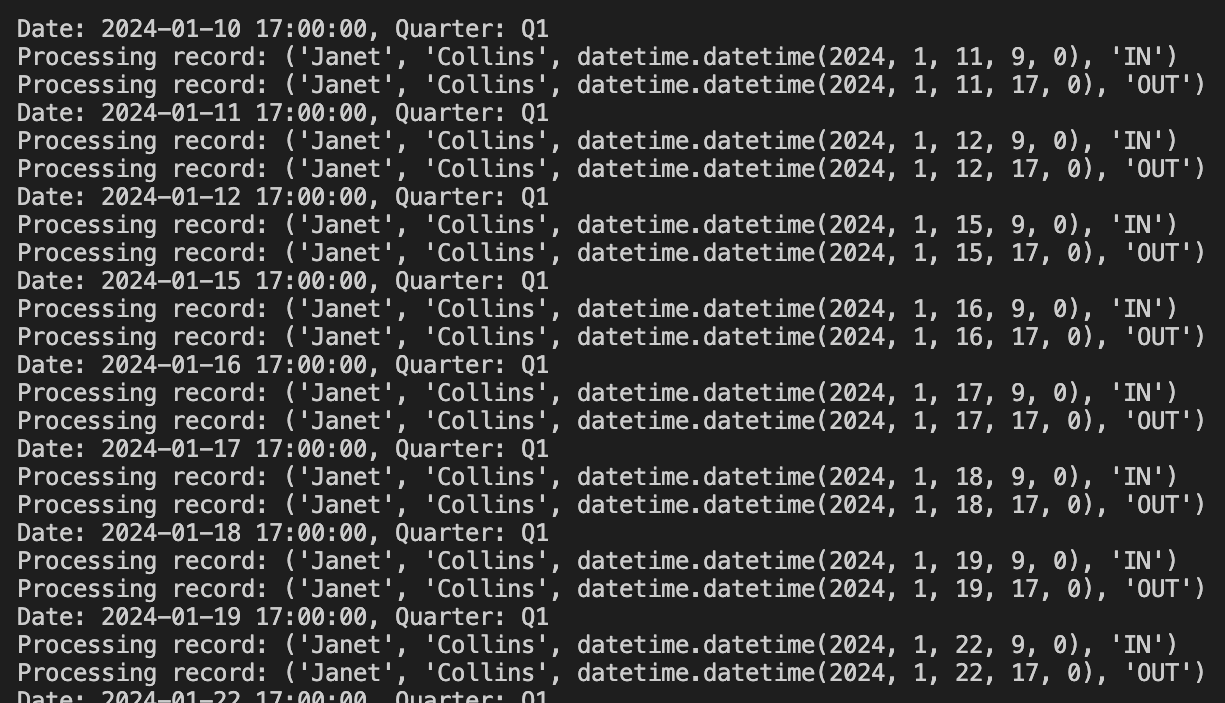 Date: 2024-01-10 17:00:00, Quarter: Q1
Processing record: ('Janet', 'Collins', datetime.datetime(2024, 1, 11, 9, 0), 'IN')
Processing record: ('Janet', 'Collins', datetime.datetime(2024, 1, 11, 17, 0), 'OUT')
Date: 2024-01-11 17:00:00, Quarter: Q1
Processing record: ('Janet', 'Collins', datetime.datetime(2024, 1, 12, 9, 0), 'IN')
Processing record: ('Janet', 'Collins', datetime.datetime(2024, 1, 12, 17, 0), 'OUT')
Date: 2024-01-12 17:00:00, Quarter: Q1
Processing record: ('Janet', 'Collins', datetime.datetime(2024, 1, 15, 9, 0), 'IN')
Processing record: ('Janet', 'Collins', datetime.datetime(2024, 1, 15, 17, 0), 'OUT')
Date: 2024-01-15 17:00:00, Quarter: Q1
Processing record: ('Janet', 'Collins', datetime.datetime(2024, 1, 16, 9, 0), 'IN')
Processing record: ('Janet', 'Collins', datetime.datetime(2024, 1, 16, 17, 0), 'OUT')
Date: 2024-01-16 17:00:00, Quarter: Q1
Processing record: ('Janet', 'Collins', datetime.datetime(2024, 1, 17, 9, 0), 'IN')
Processing record: ('Janet', 'Collins', datetime.datetime(2024, 1, 17, 17, 0), 'OUT')
Date: 2024-01-17 17:00:00, Quarter: Q1
Processing record: ('Janet', 'Collins', datetime.datetime(2024, 1, 18, 9, 0), 'IN')
Processing record: ('Janet', 'Collins', datetime.datetime(2024, 1, 18, 17, 0), 'OUT')
Date: 2024-01-18 17:00:00, Quarter: Q1
Processing record: ('Janet', 'Collins', datetime.datetime(2024, 1, 19, 9, 0), 'IN')
Processing record: ('Janet', 'Collins', datetime.datetime(2024, 1, 19, 17, 0), 'OUT')
Date: 2024-01-19 17:00:00, Quarter: Q1
Processing record: ('Janet', 'Collins', datetime.datetime(2024, 1, 22, 9, 0), 'IN')
Processing record: ('Janet', 'Collins', datetime.datetime(2024, 1, 22, 17, 0), 'OUT')
Date: 2024-01-22 17:00:00, Quarter: Q1